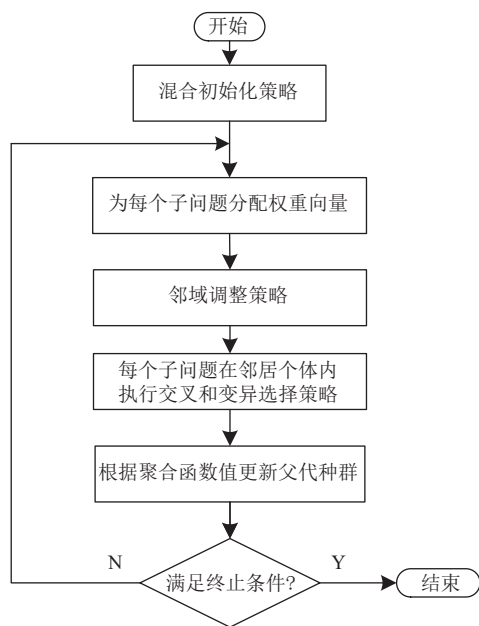 开始
混合初始化策略
为每个子问题分配权重向量
邻域调整策略
每个子问题在邻居个体内
执行交叉和变异选择策略
根据聚合函数值更新父代种群
N
满足终止条件?
Y
结束